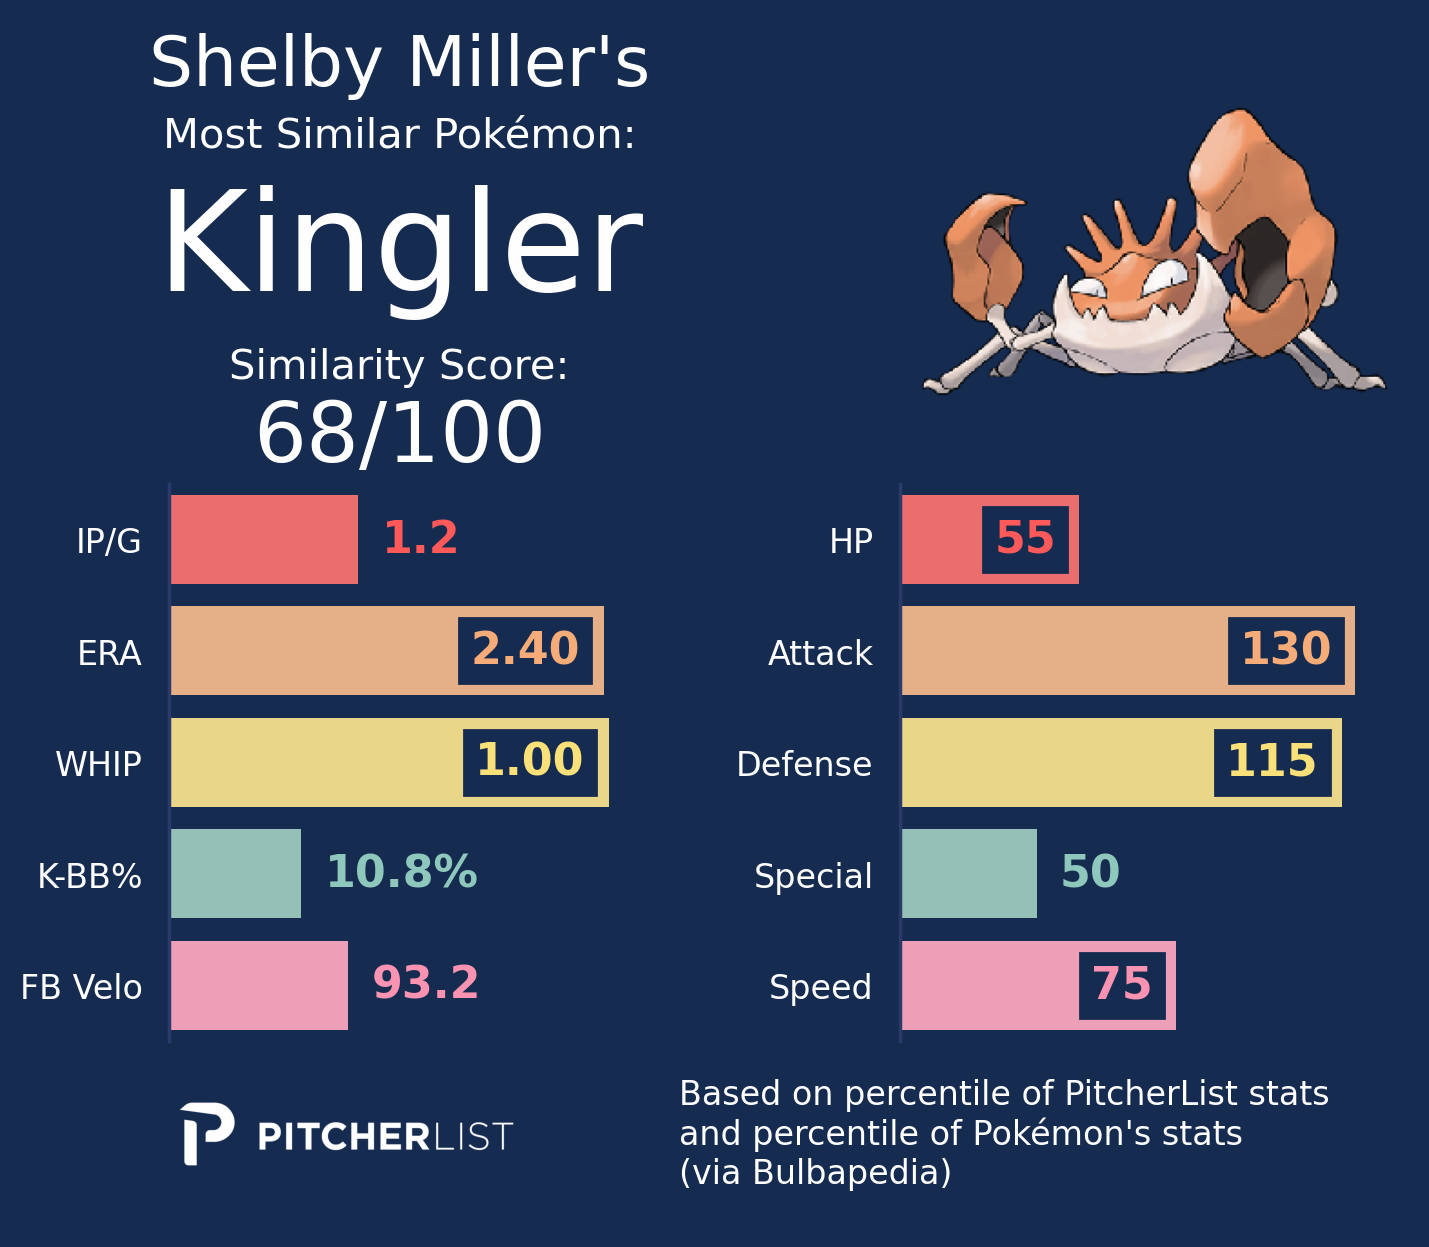 Shelby Miller's
Most Similar Pokémon:
Kingler
Similarity Score:
68/100
IP/G 1.2
ERA 2.40
WHIP 1.00
K-BB% 10.8%
FB Velo 93.2
HP 55
Attack 130
Defense 115
Special 50
Speed 75
PITCHERLIST
Based on percentile of PitcherList stats
and percentile of Pokémon's stats
(via Bulbapedia)